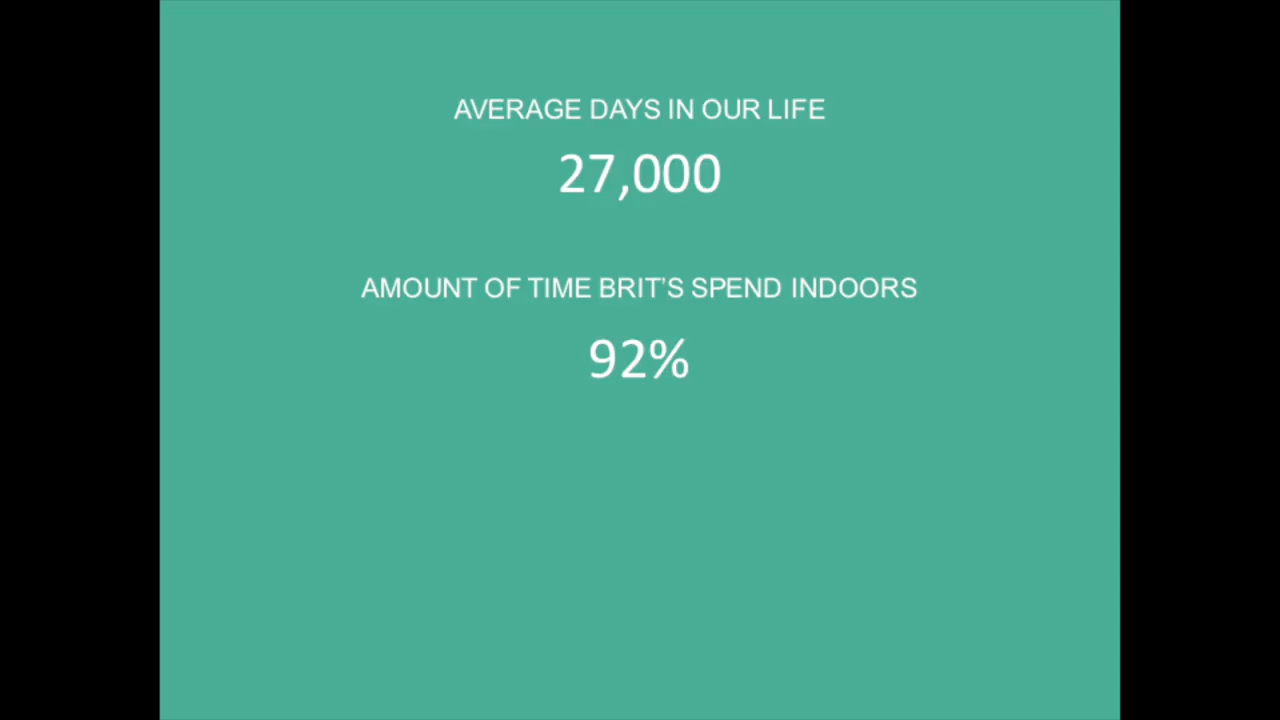 AVERAGE DAYS IN OUR LIFE
27,000
AMOUNT OF TIME BRIT’S SPEND INDOORS
92%